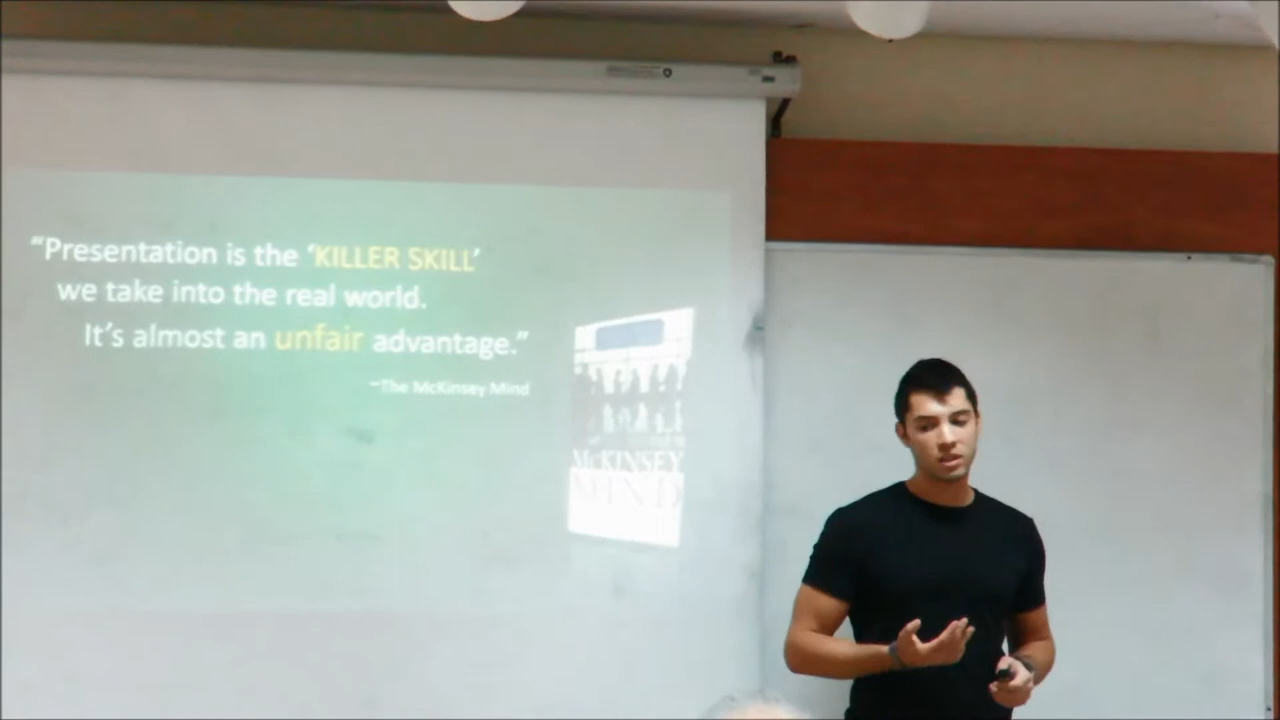 “Presentation is the ‘KILLER SKILL’
we take into the real world.
It’s almost an unfair advantage.”
~The McKinsey Mind
McKINSEY
MIND